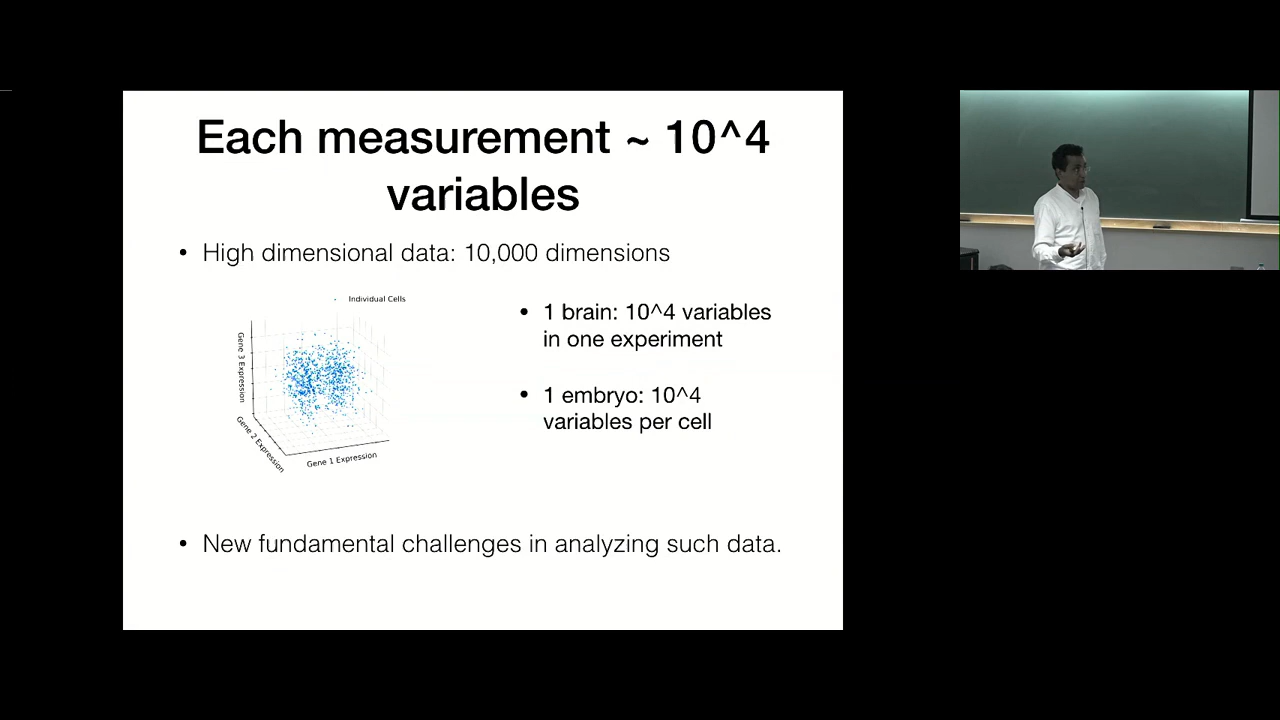 Each measurement ~ 10^4
variables
• High dimensional data: 10,000 dimensions
Individual Cells
Gene 3 Expression
Gene 2 Expression
Gene 1 Expression
• 1 brain: 10^4 variables
in one experiment
• 1 embryo: 10^4
variables per cell
• New fundamental challenges in analyzing such data.